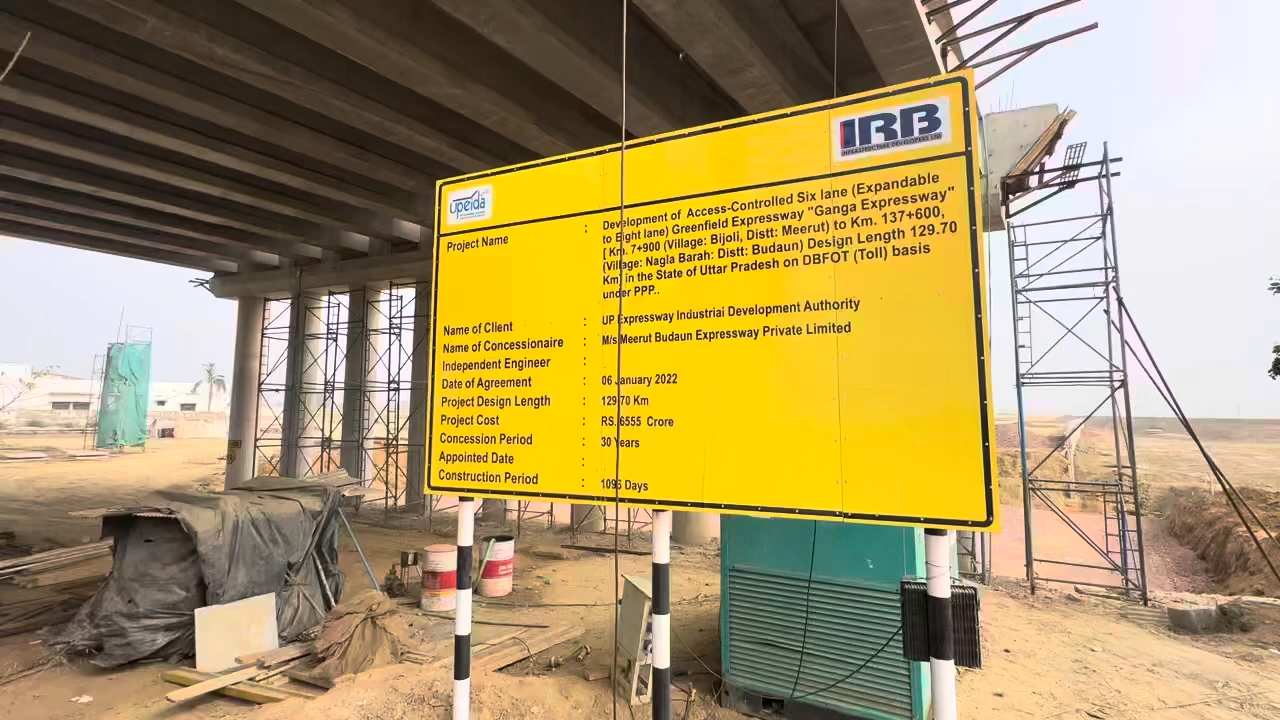 upeida
IRB
INFRASTRUCTURE DEVELOPERS LTD
Project Name : Development of Access-Controlled Six lane (Expandable
to Eight lane) Greenfield Expressway "Ganga Expressway"
[ Km. 7+900 (Village: Bijoli, Distt: Meerut) to Km. 137+600,
(Village: Nagla Barah: Distt: Budaun) Design Length 129.70
Km) in the State of Uttar Pradesh on DBFOT (Toll) basis
under PPP..
Name of Client : UP Expressway Industriai Development Authority
Name of Concessionaire : M/s Meerut Budaun Expressway Private Limited
Independent Engineer :
Date of Agreement : 06 January 2022
Project Design Length : 129.70 Km
Project Cost : RS. 6555 Crore
Concession Period : 30 Years
Appointed Date :
Construction Period : 1095 Days